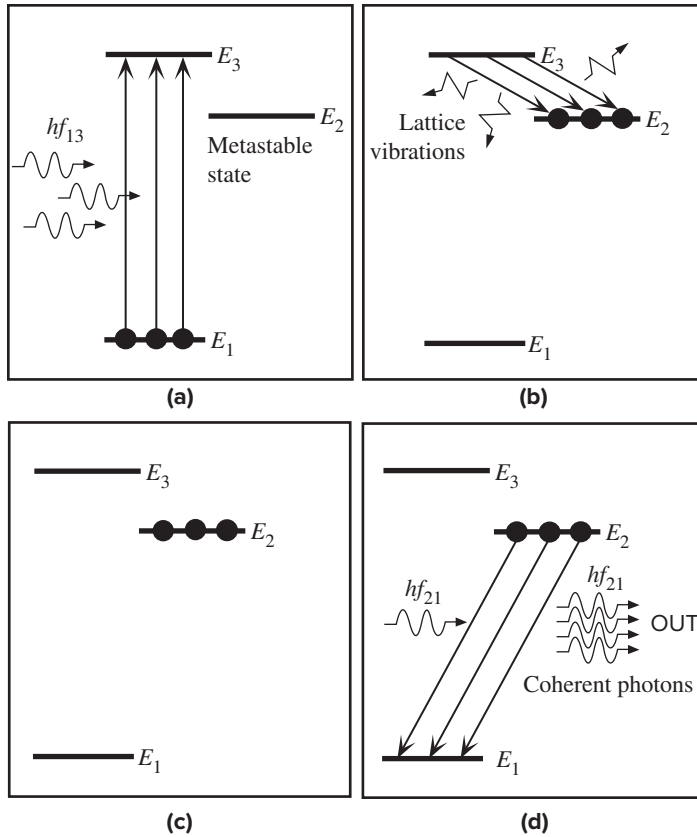 E₃
E₂
hf₁₃
Metastable
state
E₁
(a)
E₃
Lattice
vibrations
E₂
E₁
(b)
E₃
E₂
E₁
(c)
E₃
E₂
hf₂₁
hf₂₁
OUT
Coherent photons
E₁
(d)